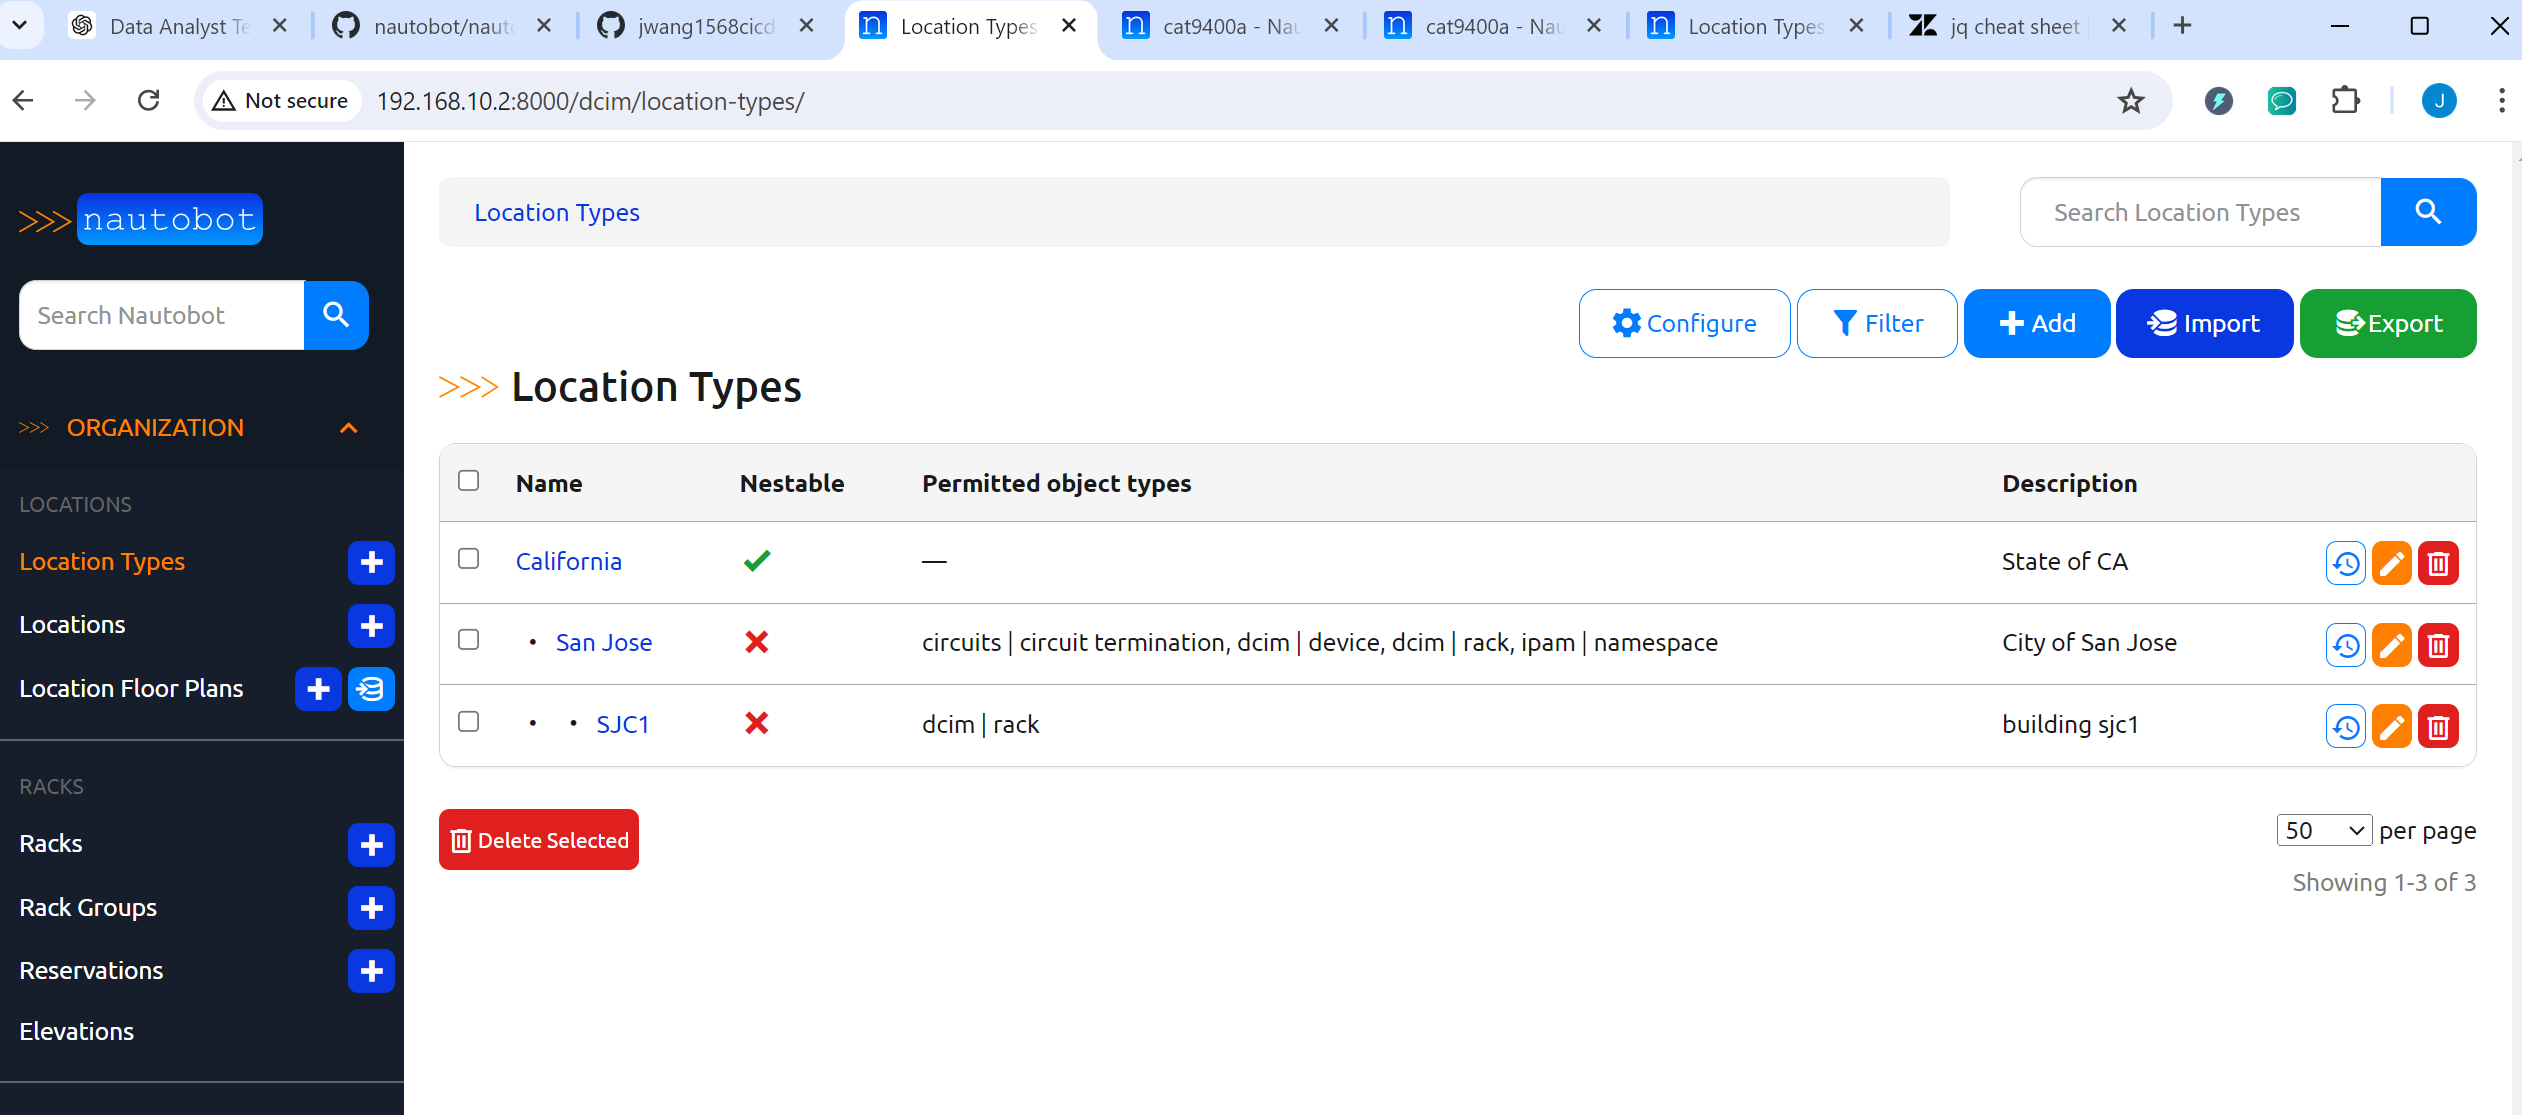 Data Analyst Te
nautobot/nauto
jwang1568cicd
Location Types
cat9400a - Nau
cat9400a - Nau
Location Types
jq cheat sheet
Not secure
192.168.10.2:8000/dcim/location-types/
J
nautobot
Search Nautobot
ORGANIZATION
LOCATIONS
Location Types
Locations
Location Floor Plans
RACKS
Racks
Rack Groups
Reservations
Elevations
Location Types
Search Location Types
Configure Filter Add Import Export
Location Types
Name Nestable Permitted object types Description
California — State of CA
• San Jose circuits | circuit termination, dcim | device, dcim | rack, ipam | namespace City of San Jose
• • SJC1 dcim | rack building sjc1
Delete Selected
50 per page
Showing 1-3 of 3